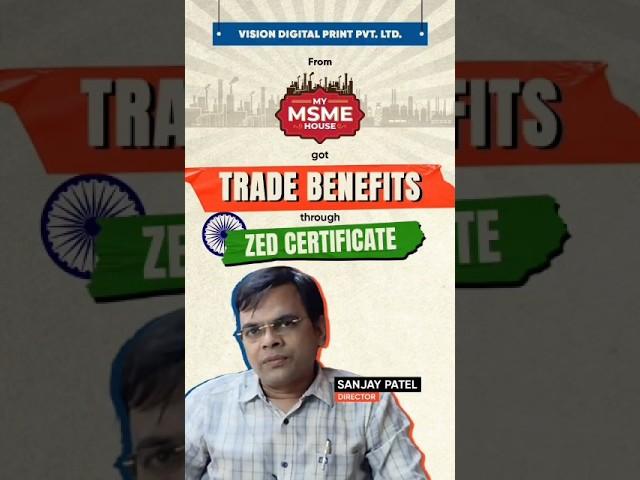 VISION DIGITAL PRINT PVT. LTD.
From
MY
MSME
HOUSE
got
TRADE BENEFITS
through
ZED CERTIFICATE
SANJAY PATEL
DIRECTOR